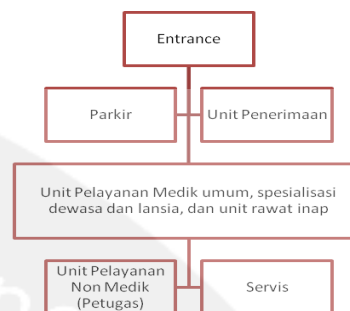 Entrance
Parkir
Unit Penerimaan
Unit Pelayanan Medik umum, spesialisasi
dewasa dan lansia, dan unit rawat inap
Unit Pelayanan
Non Medik
(Petugas)
Servis